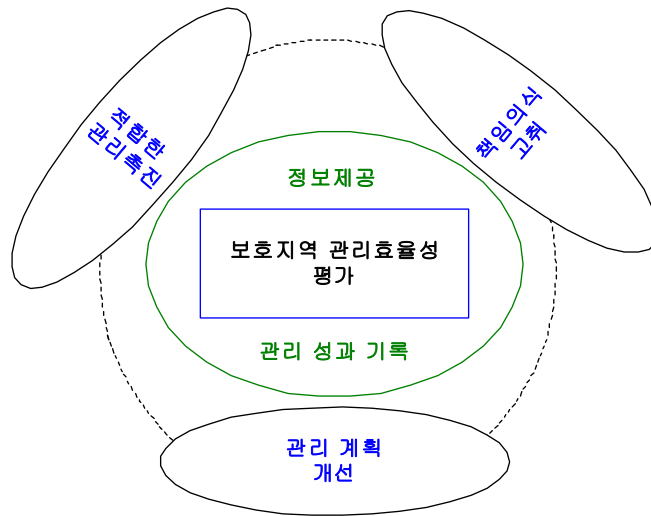 적합한
관리촉진
책임의식
고취
정보제공
보호지역 관리효율성
평가
관리 성과 기록
관리 계획
개선